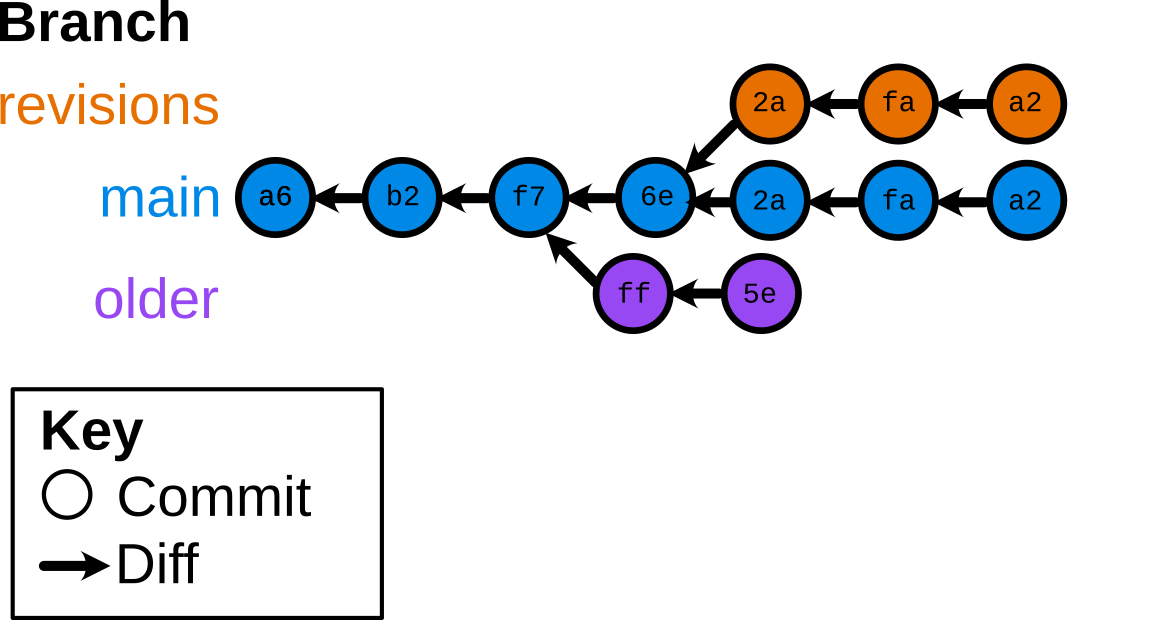 Branch
revisions 2a fa a2
main a6 b2 f7 6e 2a fa a2
older ff 5e
Key
Commit
Diff